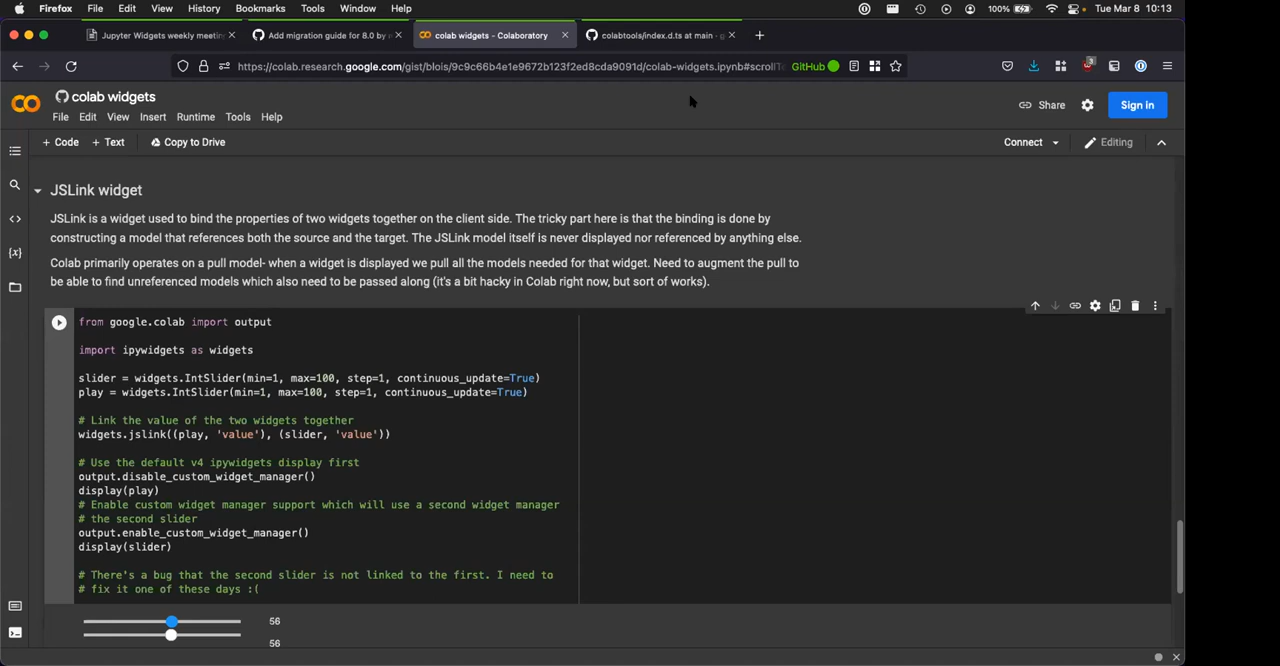 Firefox File Edit View History Bookmarks Tools Window Help 100% Tue Mar 8 10:13
Jupyter Widgets weekly meetin
Add migration guide for 8.0 by
colab widgets - Colaboratory
colabtools/index.d.ts at main · g
https://colab.research.google.com/gist/blois/9c9c66b4e1e9672b123f2ed8cda9091d/colab-widgets.ipynb#scrollT GitHub 3
colab widgets
Share
Sign in
File Edit View Insert Runtime Tools Help
+ Code + Text Copy to Drive Connect Editing
JSLink widget
JSLink is a widget used to bind the properties of two widgets together on the client side. The tricky part here is that the binding is done by
constructing a model that references both the source and the target. The JSLink model itself is never displayed nor referenced by anything else.
Colab primarily operates on a pull model- when a widget is displayed we pull all the models needed for that widget. Need to augment the pull to
be able to find unreferenced models which also need to be passed along (it's a bit hacky in Colab right now, but sort of works).
from google.colab import output
import ipywidgets as widgets
slider = widgets.IntSlider(min=1, max=100, step=1, continuous_update=True)
play = widgets.IntSlider(min=1, max=100, step=1, continuous_update=True)
# Link the value of the two widgets together
widgets.jslink((play, 'value'), (slider, 'value'))
# Use the default v4 ipywidgets display first
output.disable_custom_widget_manager()
display(play)
# Enable custom widget manager support which will use a second widget manager
# the second slider
output.enable_custom_widget_manager()
display(slider)
# There's a bug that the second slider is not linked to the first. I need to
# fix it one of these days :(
56
56